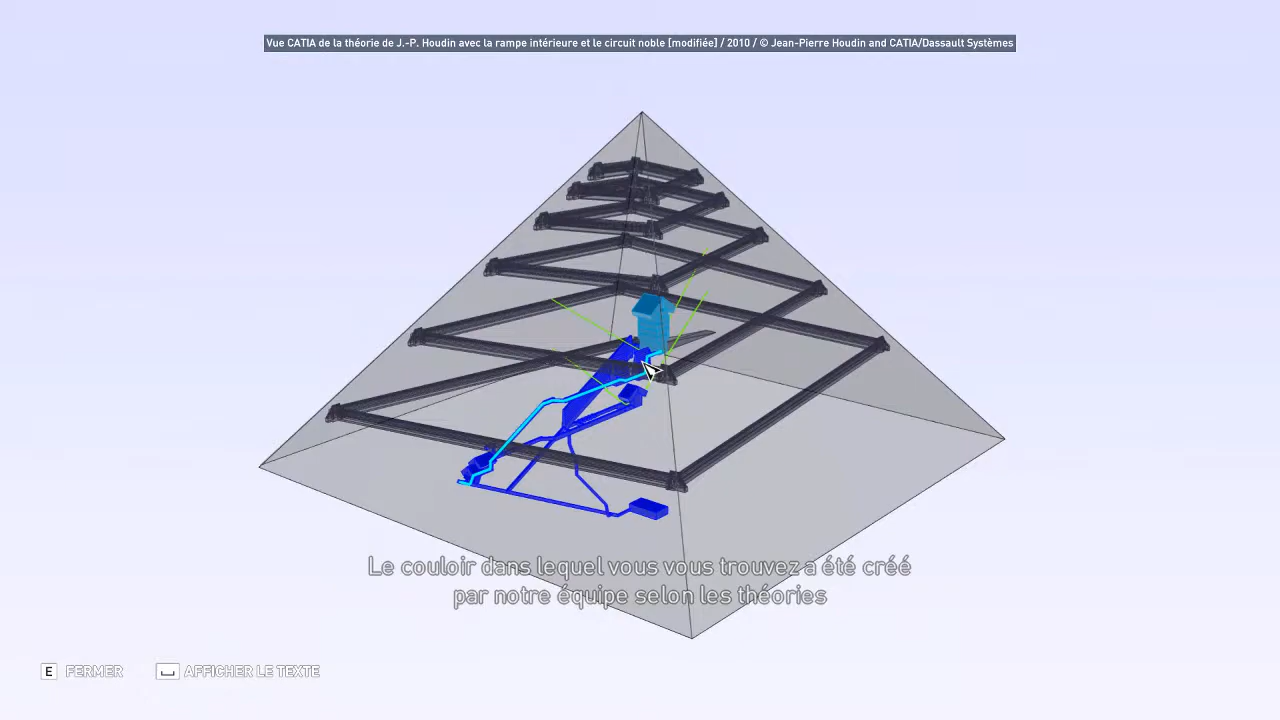 Vue CATIA de la théorie de J.-P. Houdin avec la rampe intérieure et le circuit noble [modifiée] / 2010 / © Jean-Pierre Houdin and CATIA/Dassault Systèmes
Le couloir dans lequel vous vous trouvez a été créé
par notre équipe selon les théories
E FERMER
AFFICHER LE TEXTE